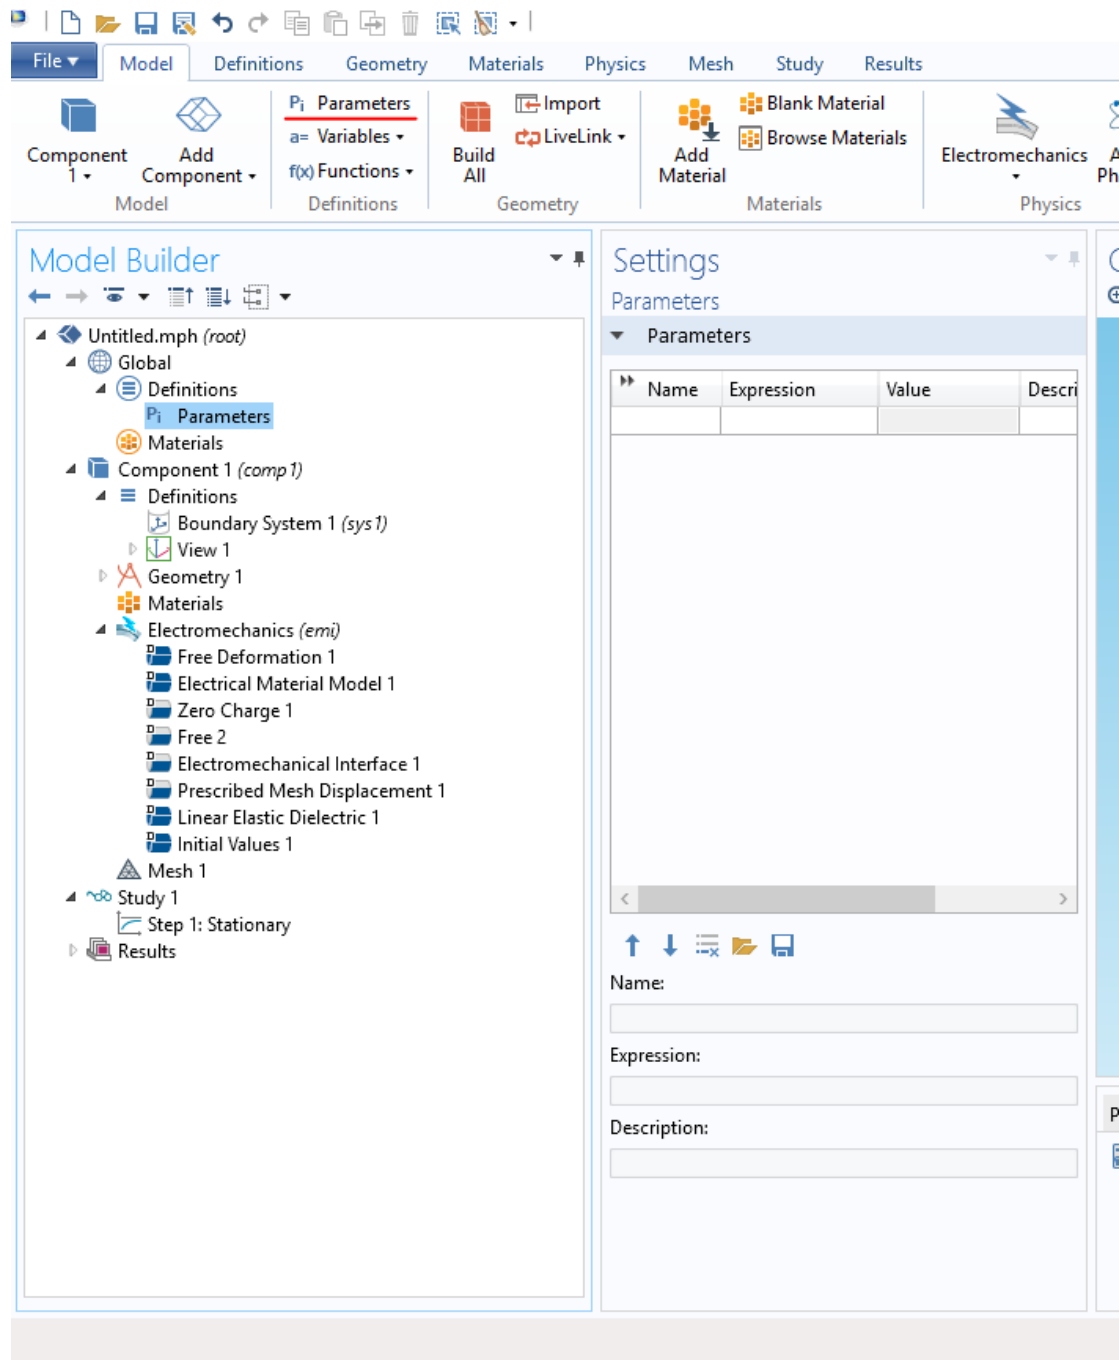 File Model Definitions Geometry Materials Physics Mesh Study Results
Component 1
Add Component
Model
Pi Parameters
a= Variables
f(x) Functions
Definitions
Build All
Import
LiveLink
Geometry
Add Material
Blank Material
Browse Materials
Materials
Electromechanics
Physics
Model Builder
Untitled.mph (root)
Global
Definitions
Pi Parameters
Materials
Component 1 (comp1)
Definitions
Boundary System 1 (sys1)
View 1
Geometry 1
Materials
Electromechanics (emi)
Free Deformation 1
Electrical Material Model 1
Zero Charge 1
Free 2
Electromechanical Interface 1
Prescribed Mesh Displacement 1
Linear Elastic Dielectric 1
Initial Values 1
Mesh 1
Study 1
Step 1: Stationary
Results
Settings
Parameters
Parameters
Name Expression Value Descri
Name:
Expression:
Description: